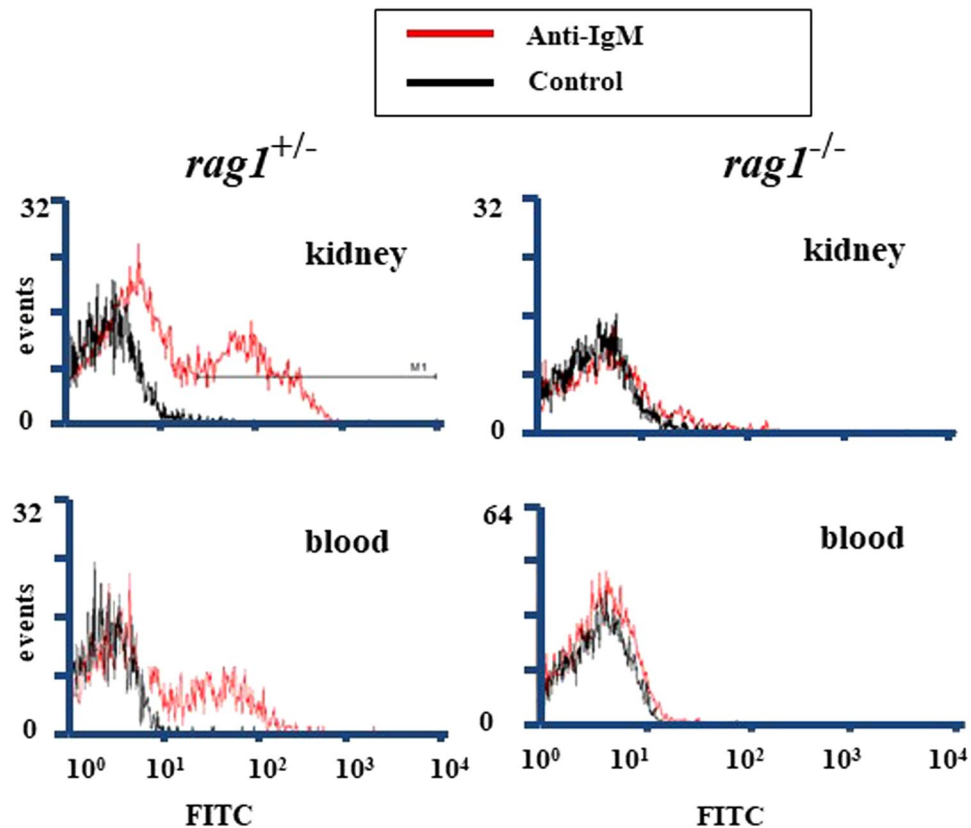 Anti-IgM
Control
rag1+/-
rag1-/-
32
kidney
events
M1
0
32
kidney
0
32
blood
events
0
10⁰ 10¹ 10² 10³ 10⁴
FITC
64
blood
0
10⁰ 10¹ 10² 10³ 10⁴
FITC